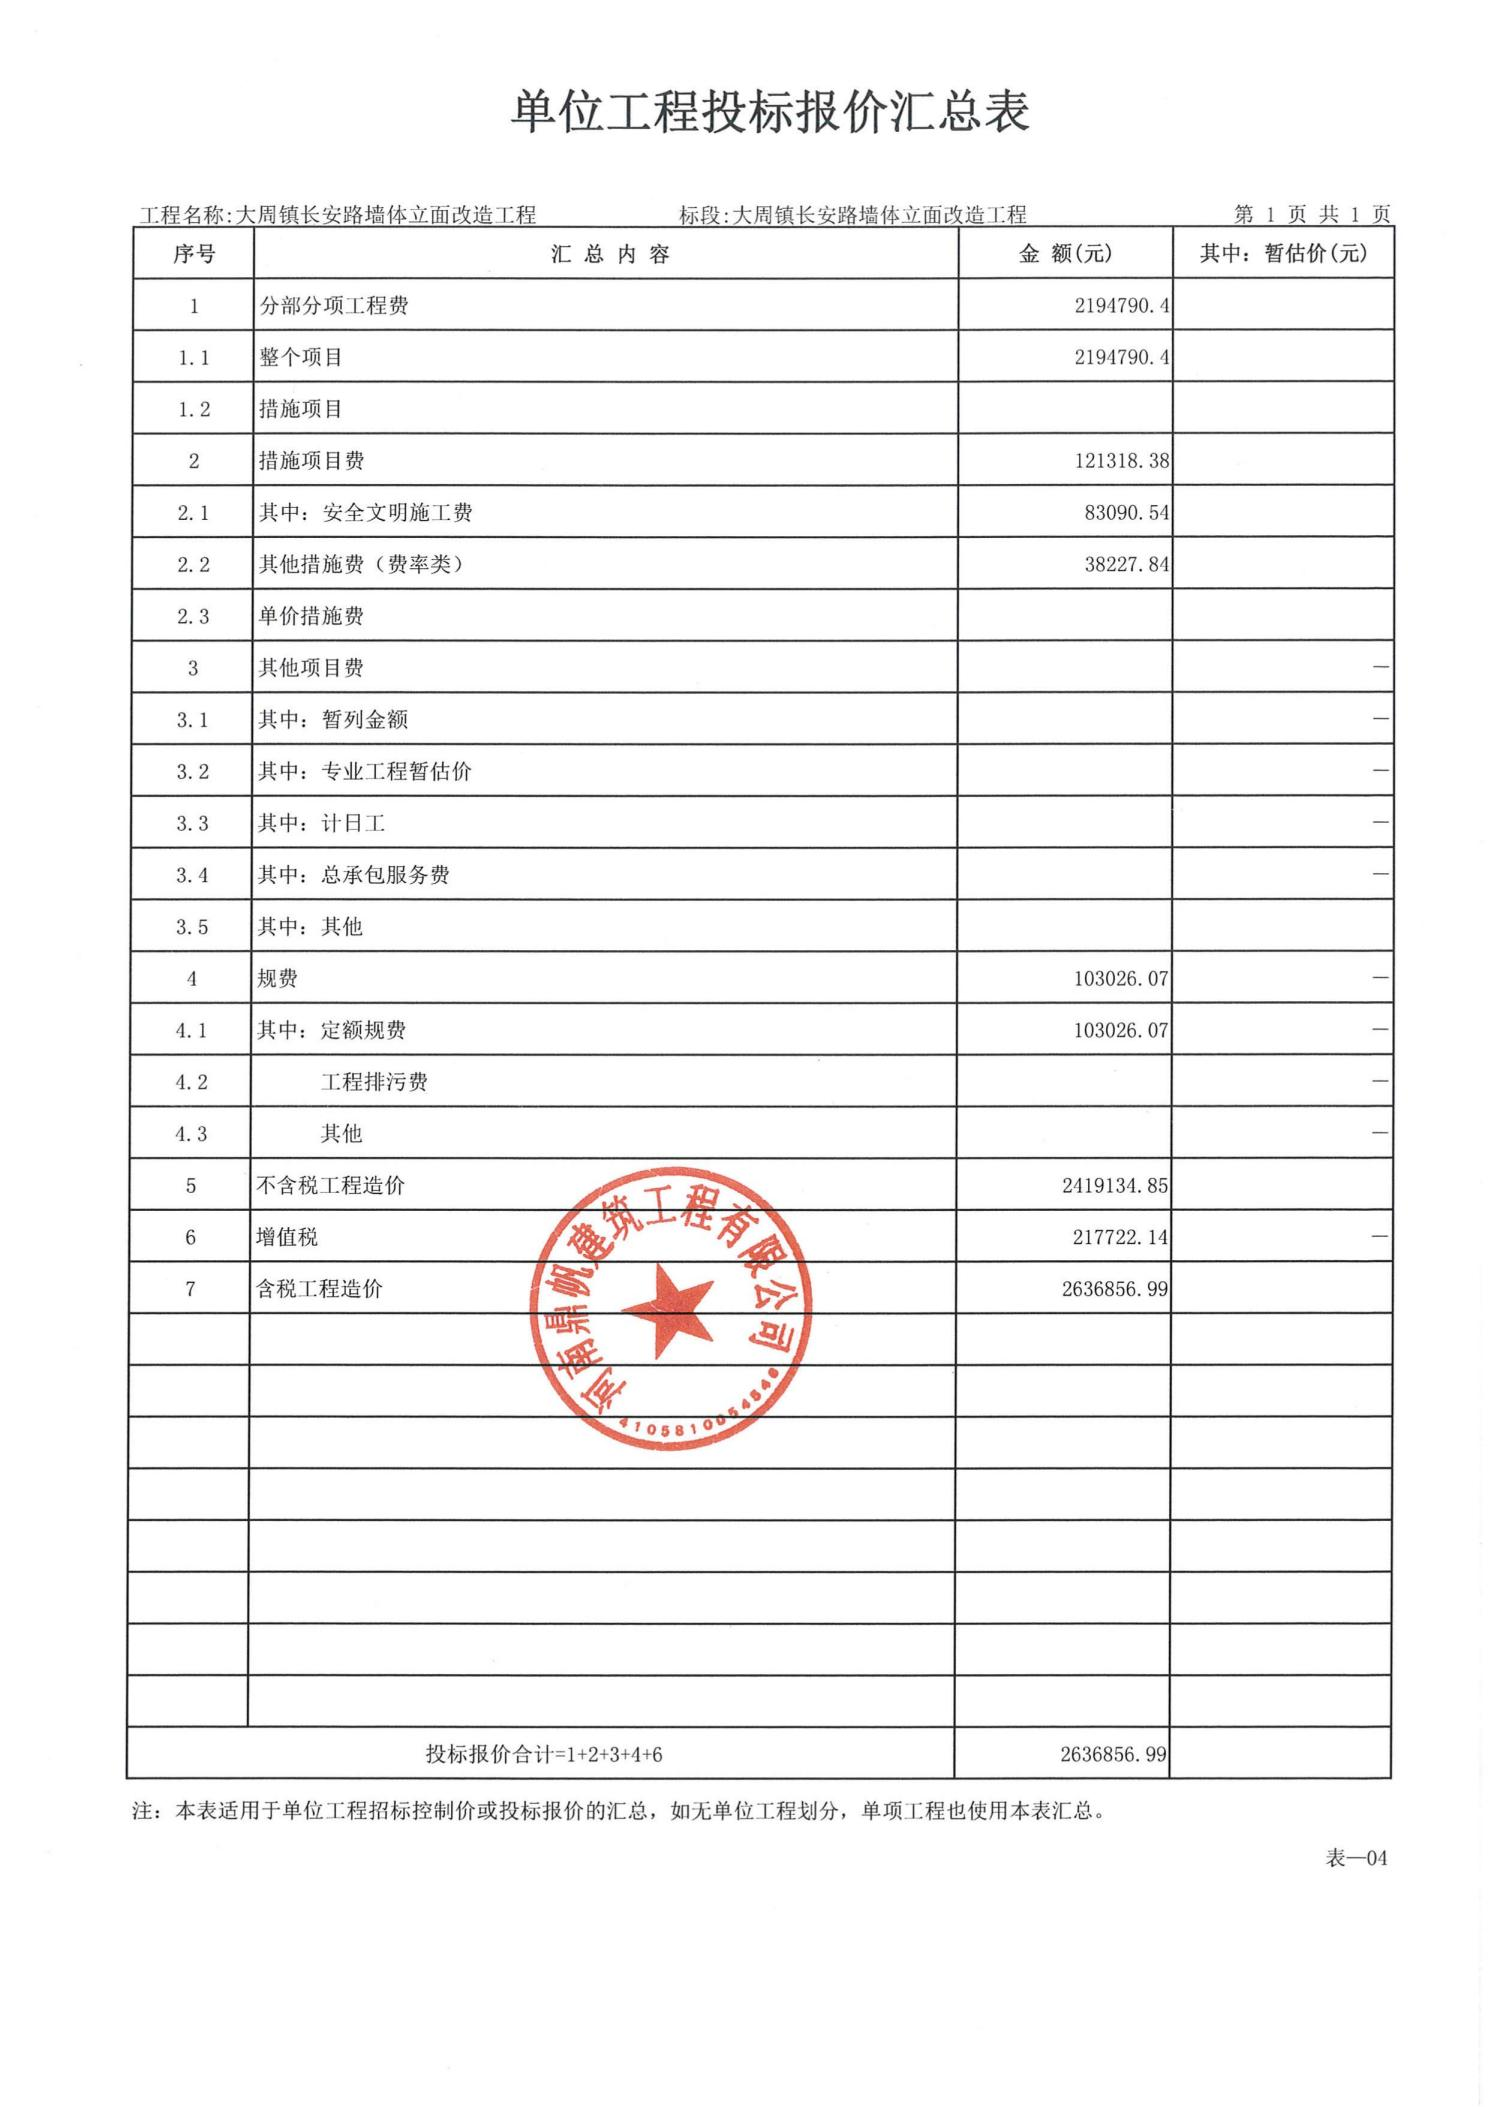 单位工程投标报价汇总表
工程名称:大周镇长安路墙体立面改造工程 标段:大周镇长安路墙体立面改造工程 第 1 页 共 1 页
序号 汇 总 内 容 金 额(元) 其中: 暂估价(元)
1 分部分项工程费 2194790.4
1.1 整个项目 2194790.4
1.2 措施项目
2 措施项目费 121318.38
2.1 其中: 安全文明施工费 83090.54
2.2 其他措施费（费率类） 38227.84
2.3 单价措施费
3 其他项目费 —
3.1 其中: 暂列金额 —
3.2 其中: 专业工程暂估价 —
3.3 其中: 计日工 —
3.4 其中: 总承包服务费 —
3.5 其中: 其他
4 规费 103026.07 —
4.1 其中: 定额规费 103026.07 —
4.2 工程排污费 —
4.3 其他 —
5 不含税工程造价 2419134.85
6 增值税 217722.14 —
7 含税工程造价 2636856.99
河南鼎帆建筑工程有限公司
4105810054546
投标报价合计=1+2+3+4+6 2636856.99
注: 本表适用于单位工程招标控制价或投标报价的汇总, 如无单位工程划分, 单项工程也使用本表汇总。
表—04